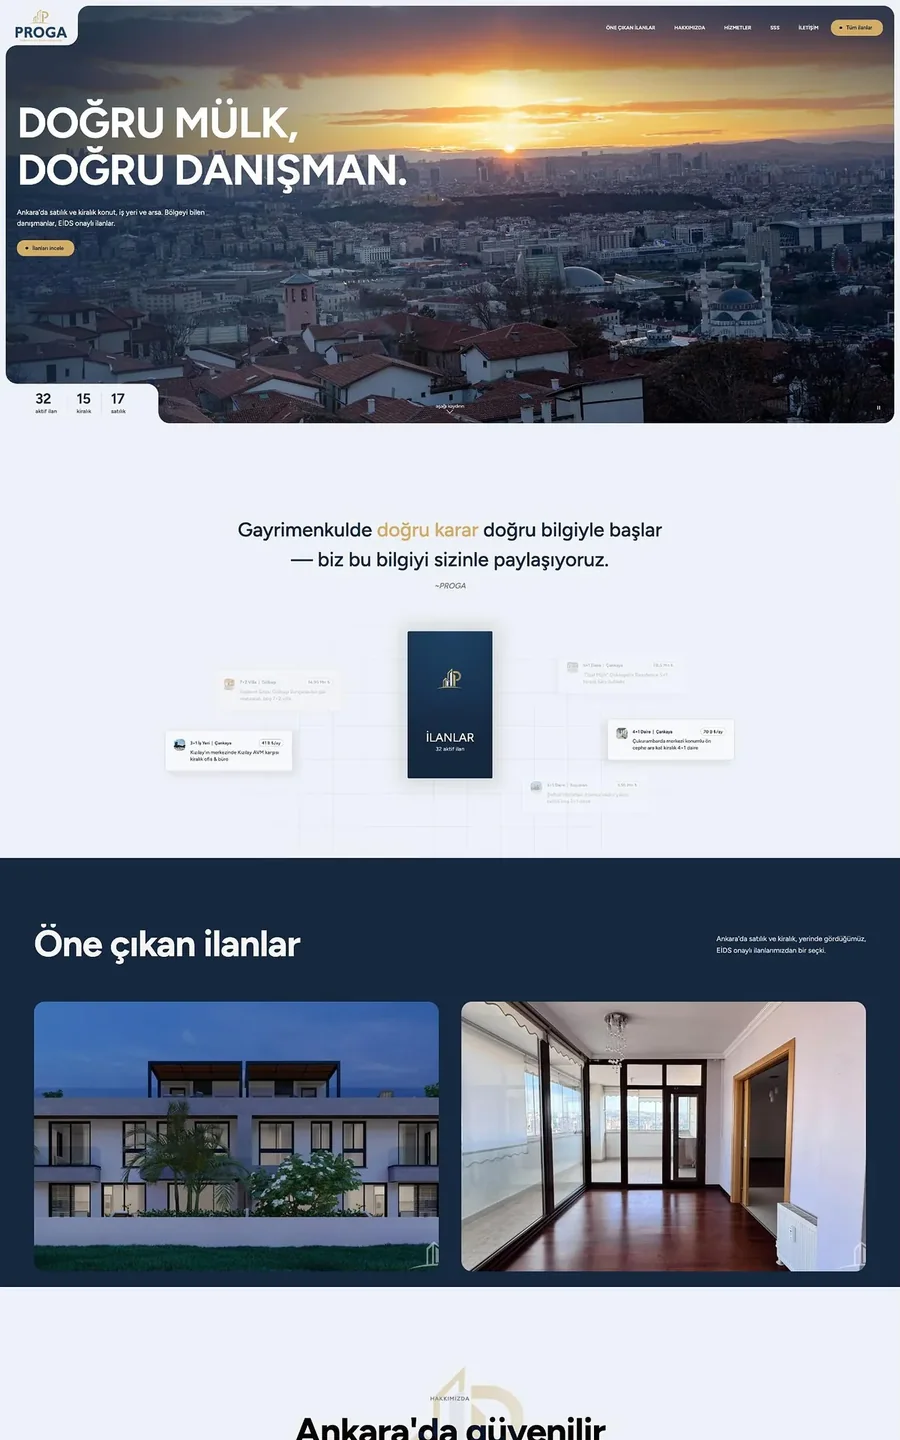 PROGA
ÖNE ÇIKAN İLANLAR
HAKKIMIZDA
HİZMETLER
SSS
İLETİŞİM
Tüm ilanlar
DOĞRU MÜLK,
DOĞRU DANIŞMAN.
Ankara'da satılık ve kiralık konut, iş yeri ve arsa. Bölgeyi bilen
danışmanlar, EİDS onaylı ilanlar.
İlanları incele
32
15
17
aktif ilan
kiralık
satılık
aşağı kaydırın
Gayrimenkulde doğru karar doğru bilgiyle başlar
— biz bu bilgiyi sizinle paylaşıyoruz.
~PROGA
3+1 İş Yeri | Çankaya
Kızılay'ın merkezinde Kızılay AVM karşısı
kiralık ofis & büro
İLANLAR
32 aktif ilan
4+1 Daire | Çankaya
Çukurambarda merkezi konumlu ön
cephe ara kat kiralık 4+1 daire
Öne çıkan ilanlar
Ankara'da satılık ve kiralık, yerinde gördüğümüz,
EİDS onaylı ilanlarımızdan bir seçki.
HAKKIMIZDA
Ankara'da güvenilir